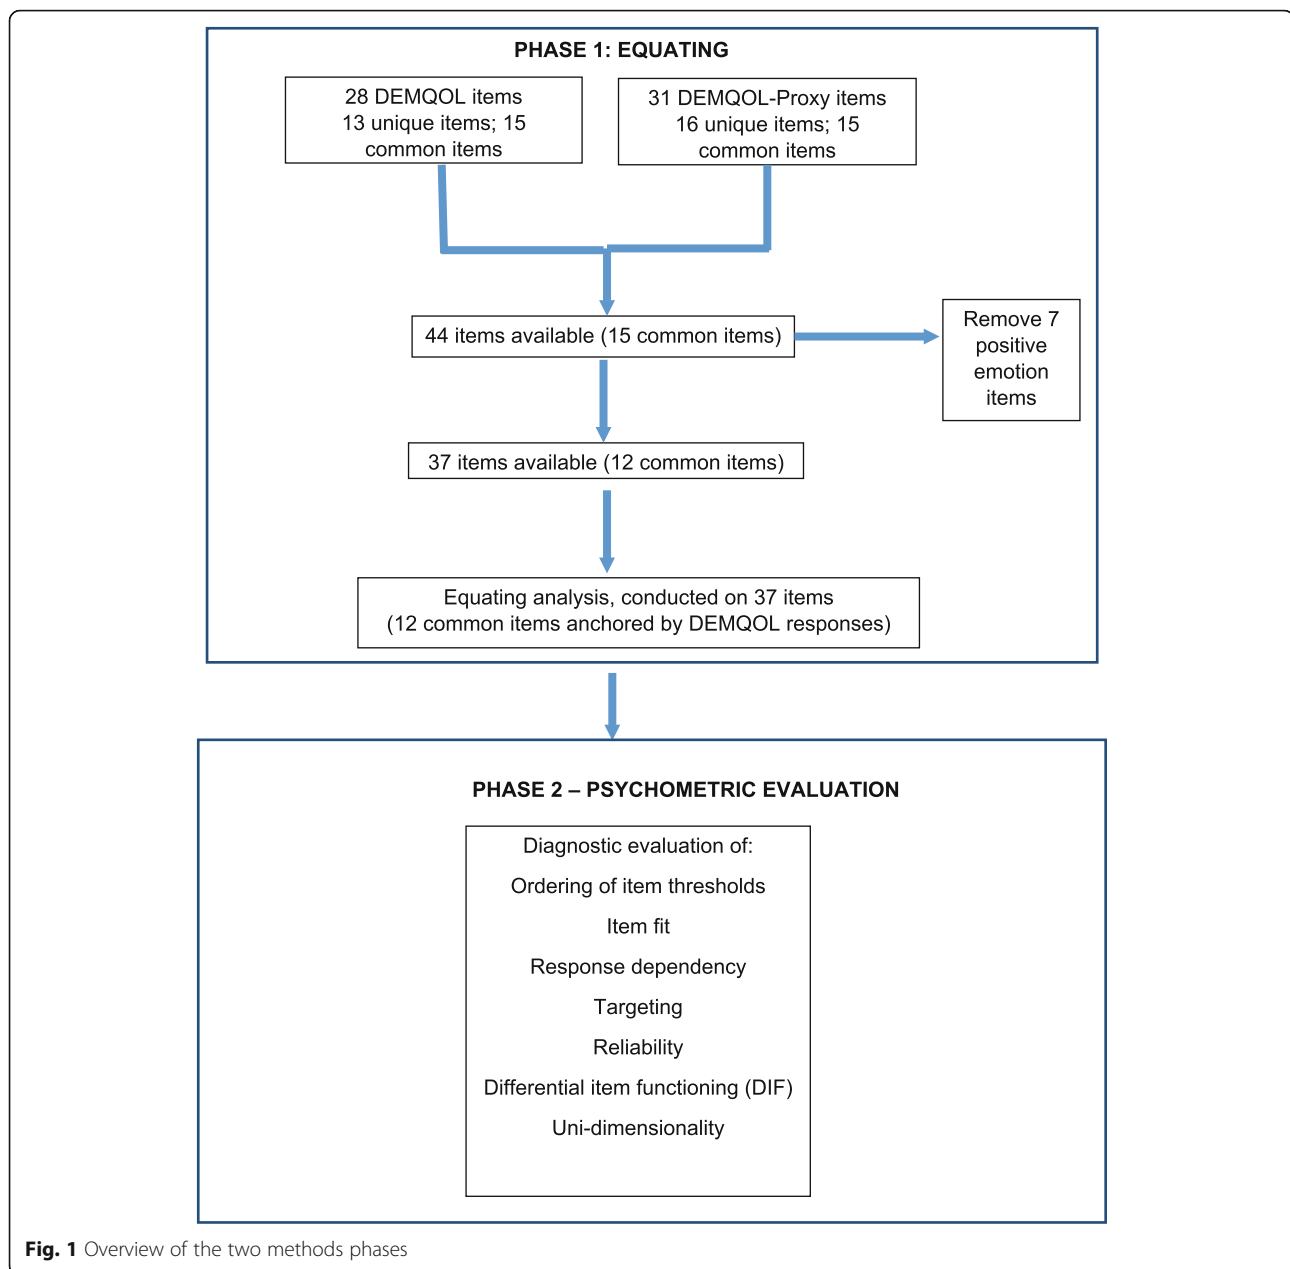 PHASE 1: EQUATING
28 DEMQOL items
13 unique items; 15
common items
31 DEMQOL-Proxy items
16 unique items; 15
common items
44 items available (15 common items)
Remove 7
positive
emotion
items
37 items available (12 common items)
Equating analysis, conducted on 37 items
(12 common items anchored by DEMQOL responses)
PHASE 2 – PSYCHOMETRIC EVALUATION
Diagnostic evaluation of:
Ordering of item thresholds
Item fit
Response dependency
Targeting
Reliability
Differential item functioning (DIF)
Uni-dimensionality
Fig. 1 Overview of the two methods phases